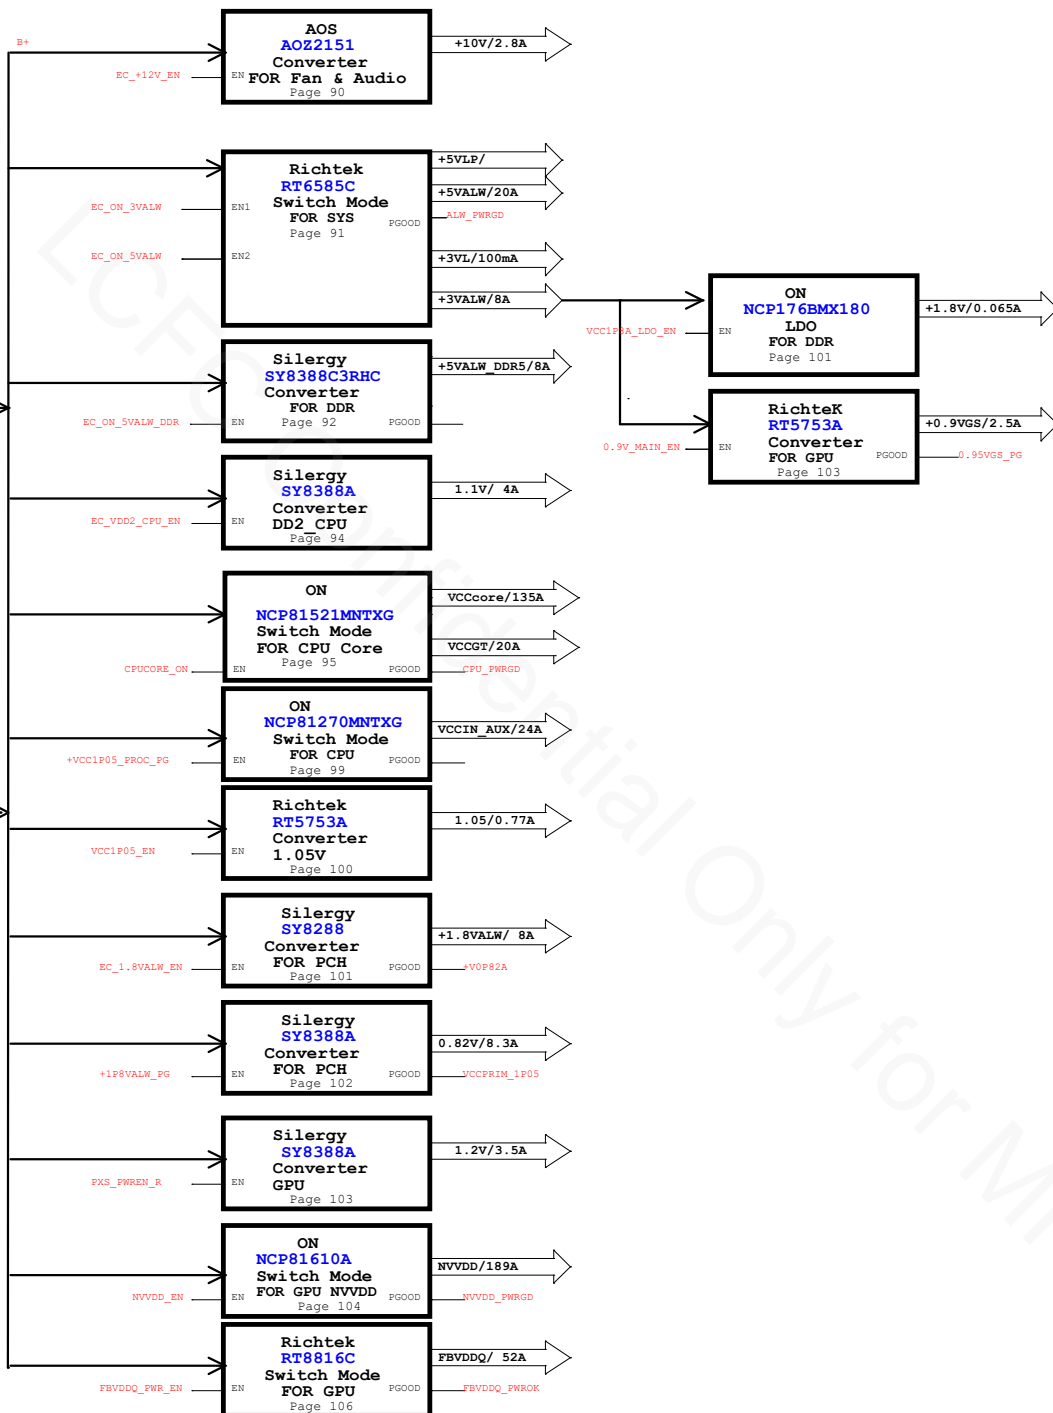 B+
EC_+12V_EN
EN
AOS
AOZ2151
Converter
FOR Fan & Audio
Page 90
+10V/2.8A
EC_ON_3VALW
EC_ON_5VALW
EN1
EN2
Richtek
RT6585C
Switch Mode
FOR SYS
Page 91
PGOOD
+5VLP/
+5VALW/20A
ALW_PWRGD
+3VL/100mA
+3VALW/8A
VCC1P8A_LDO_EN
EN
ON
NCP176BMX180
LDO
FOR DDR
Page 101
+1.8V/0.065A
EC_ON_5VALW_DDR
EN
Silergy
SY8388C3RHC
Converter
FOR DDR
Page 92
PGOOD
+5VALW_DDR5/8A
0.9V_MAIN_EN
EN
RichteK
RT5753A
Converter
FOR GPU
Page 103
PGOOD
+0.9VGS/2.5A
0.95VGS_PG
EC_VDD2_CPU_EN
EN
Silergy
SY8388A
Converter
DD2_CPU
Page 94
1.1V/ 4A
CPUCORE_ON
EN
ON
NCP81521MNTXG
Switch Mode
FOR CPU Core
Page 95
PGOOD
VCCcore/135A
VCCGT/20A
CPU_PWRGD
+VCC1P05_PROC_PG
EN
ON
NCP81270MNTXG
Switch Mode
FOR CPU
Page 99
PGOOD
VCCIN_AUX/24A
VCC1P05_EN
EN
Richtek
RT5753A
Converter
1.05V
Page 100
1.05/0.77A
EC_1.8VALW_EN
EN
Silergy
SY8288
Converter
FOR PCH
Page 101
PGOOD
+1.8VALW/ 8A
+V0P82A
+1P8VALW_PG
EN
Silergy
SY8388A
Converter
FOR PCH
Page 102
PGOOD
0.82V/8.3A
VCCPRIM_1P05
PXS_PWREN_R
EN
Silergy
SY8388A
Converter
GPU
Page 103
1.2V/3.5A
NVVDD_EN
EN
ON
NCP81610A
Switch Mode
FOR GPU NVVDD
Page 104
PGOOD
NVVDD/189A
NVVDD_PWRGD
FBVDDQ_PWR_EN
EN
Richtek
RT8816C
Switch Mode
FOR GPU
Page 106
PGOOD
FBVDDQ/ 52A
FBVDDQ_PWROK
LCFC Confidential Only for